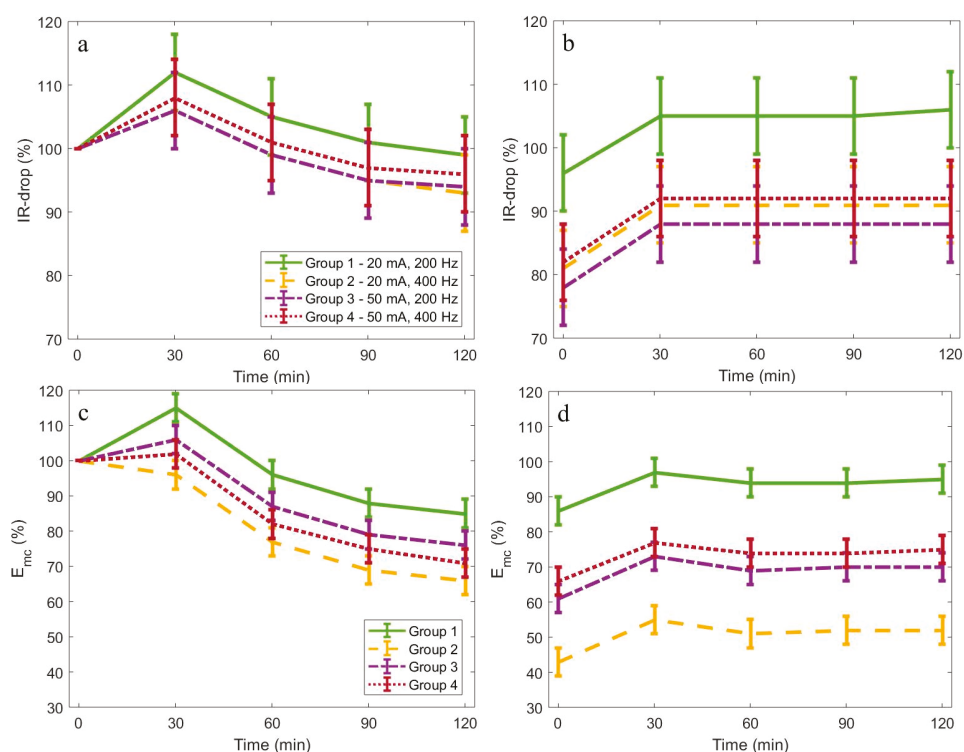 a
120
110
100
90
80
70
IR-drop (%)
0 30 60 90 120
Time (min)
Group 1 - 20 mA, 200 Hz
Group 2 - 20 mA, 400 Hz
Group 3 - 50 mA, 200 Hz
Group 4 - 50 mA, 400 Hz
b
120
110
100
90
80
70
IR-drop (%)
0 30 60 90 120
Time (min)
c
120
110
100
90
80
70
60
50
40
30
E_mc (%)
0 30 60 90 120
Time (min)
Group 1
Group 2
Group 3
Group 4
d
120
110
100
90
80
70
60
50
40
30
E_mc (%)
0 30 60 90 120
Time (min)